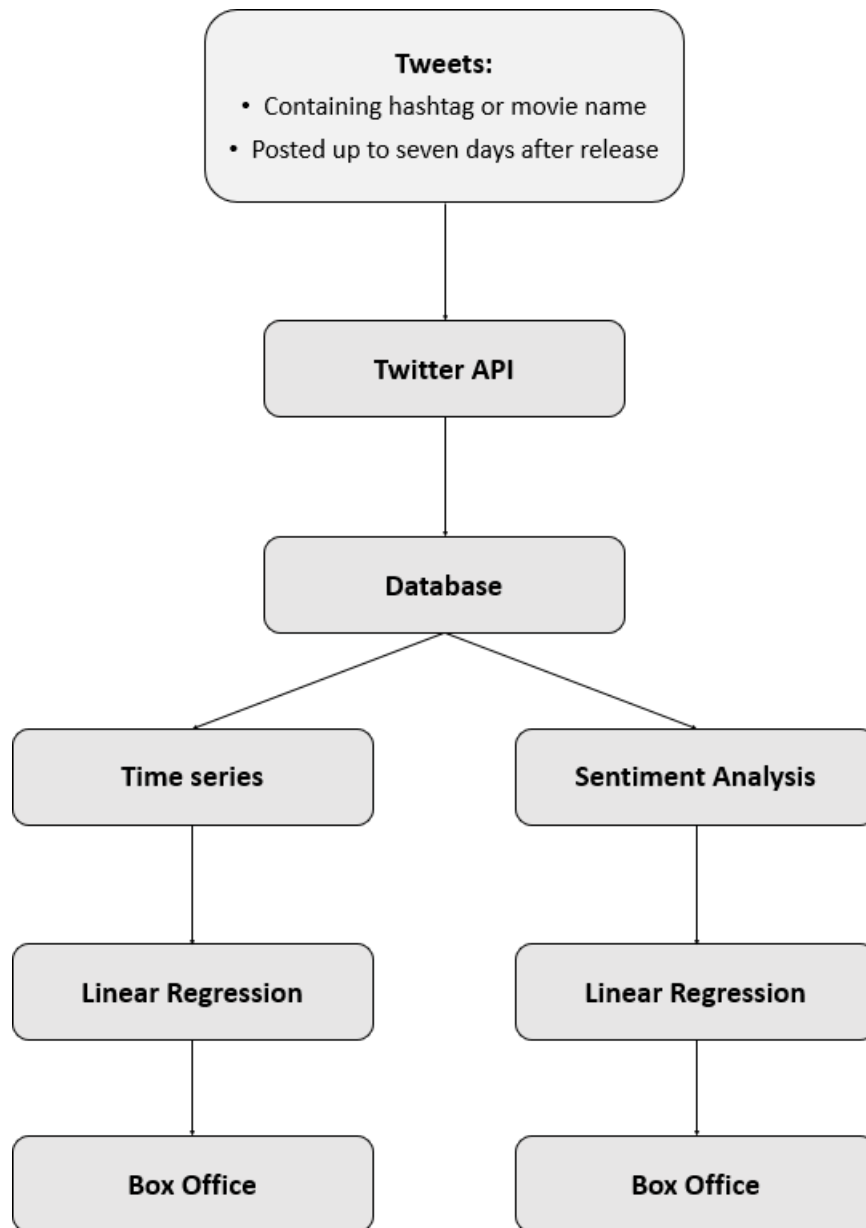 Tweets:
• Containing hashtag or movie name
• Posted up to seven days after release
Twitter API
Database
Time series
Sentiment Analysis
Linear Regression
Linear Regression
Box Office
Box Office